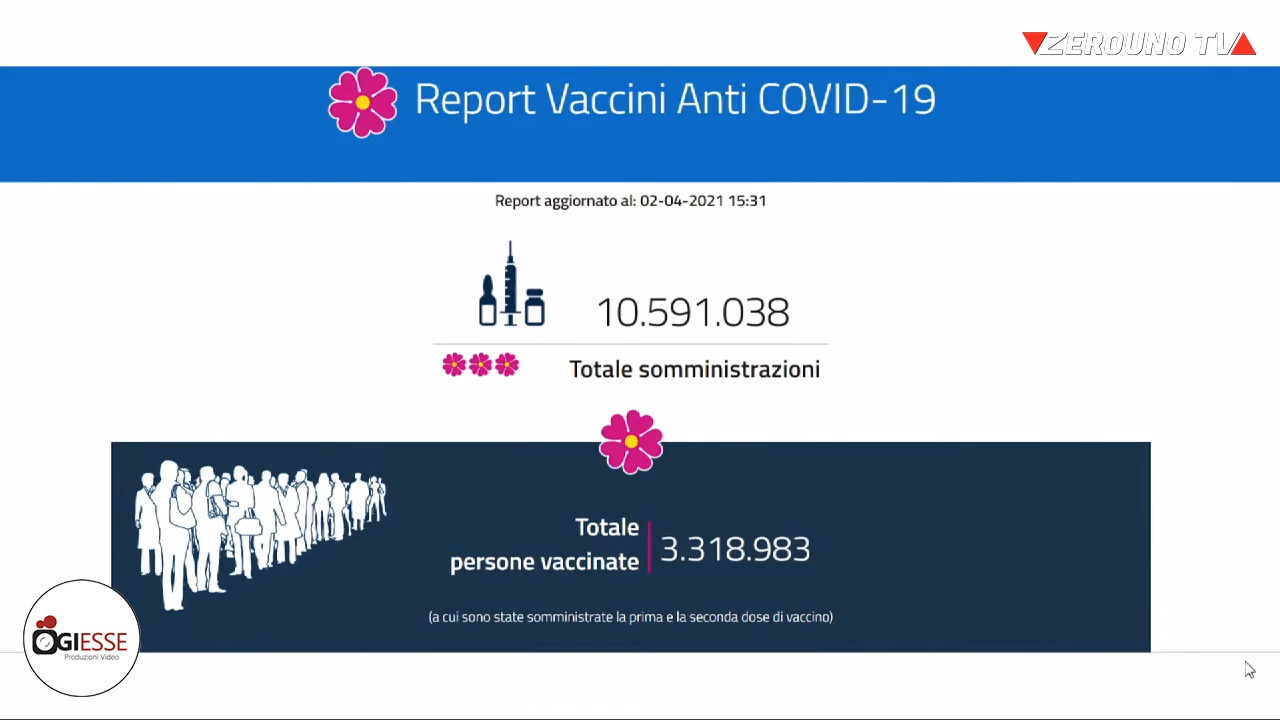 ZEROUNO TV
Report Vaccini Anti COVID-19
Report aggiornato al: 02-04-2021 15:31
10.591.038
Totale somministrazioni
Totale
persone vaccinate
3.318.983
(a cui sono state somministrate la prima e la seconda dose di vaccino)
OGIESSE
Produzioni Video